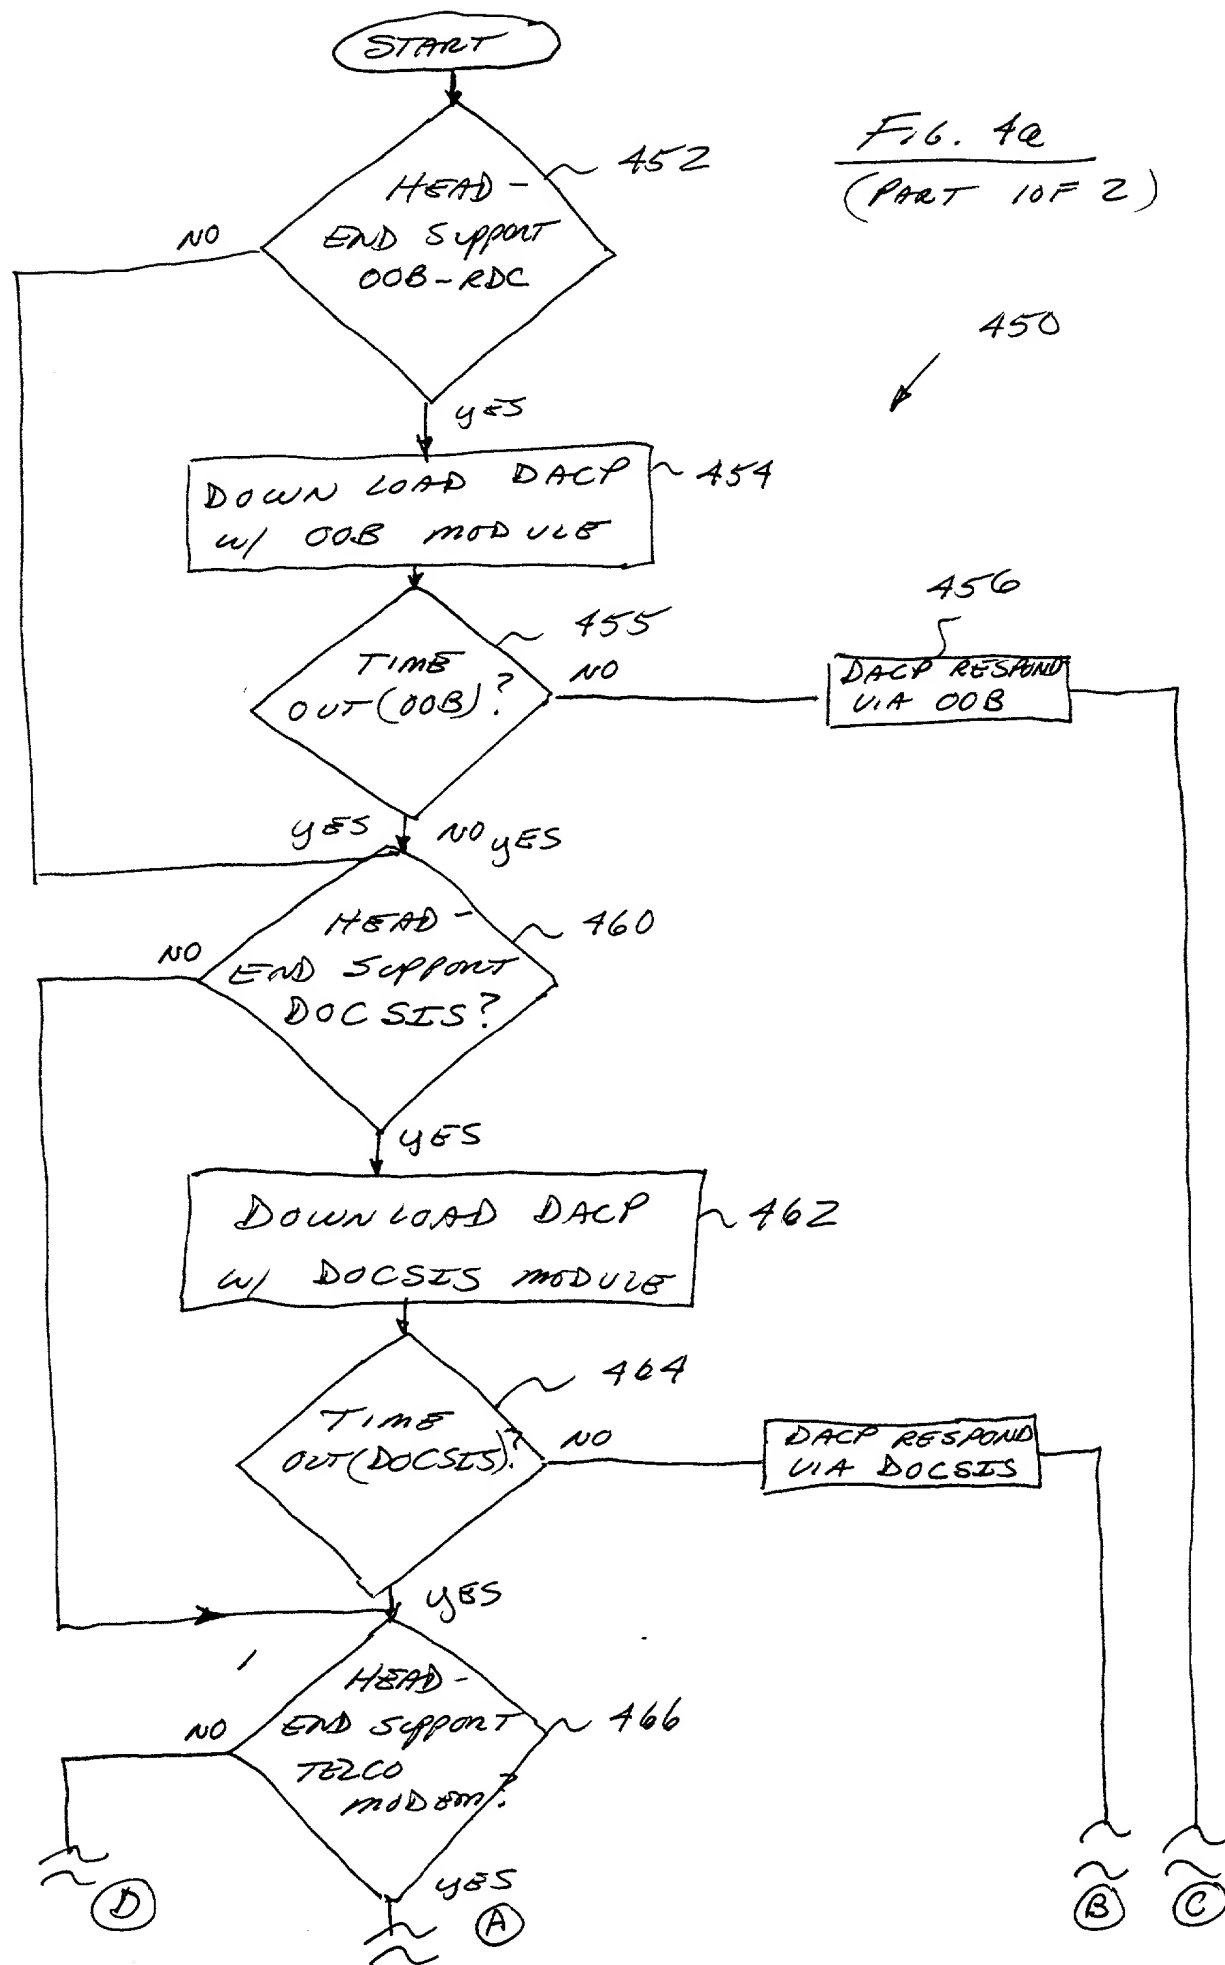 START
FIG. 4a
(PART 1 OF 2)
452
HEAD-
END SUPPORT
OOB-RDC
NO
450
YES
DOWN LOAD DACP
W/ OOB MODULE
454
456
455
TIME
OUT (OOB)?
NO
DACP RESPOND
VIA OOB
YES
NO YES
HEAD-
END SUPPORT
DOCSIS?
460
NO
YES
DOWNLOAD DACP
W/ DOCSIS MODULE
462
464
TIME
OUT (DOCSIS)?
NO
DACP RESPOND
VIA DOCSIS
YES
HEAD-
END SUPPORT
TELCO
MODEM?
466
NO
YES
D
A
B
C